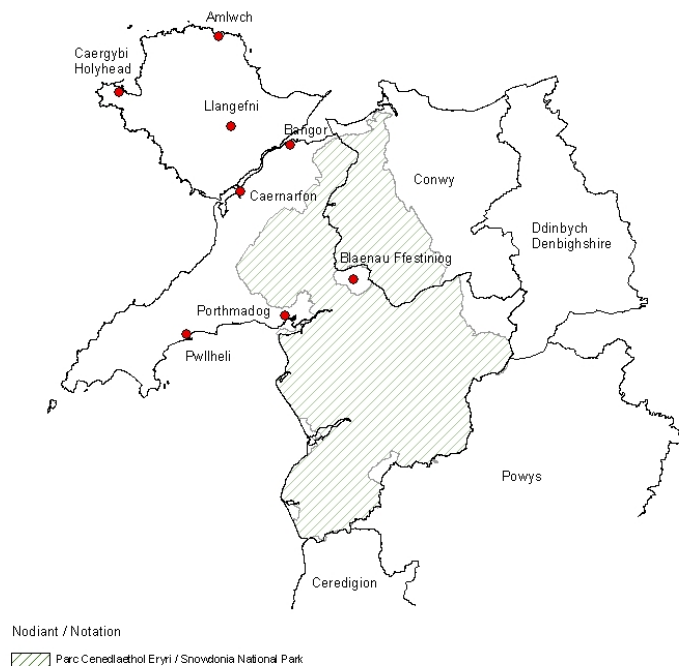 Amlwch
Caergybi
Holyhead
Llangefni
Bangor
Conwy
Caernarfon
Ddinbych
Denbighshire
Blaenau Ffestiniog
Porthmadog
Pwllheli
Powys
Ceredigion
Nodiant / Notation
Parc Cenedlaethol Eryri / Snowdonia National Park